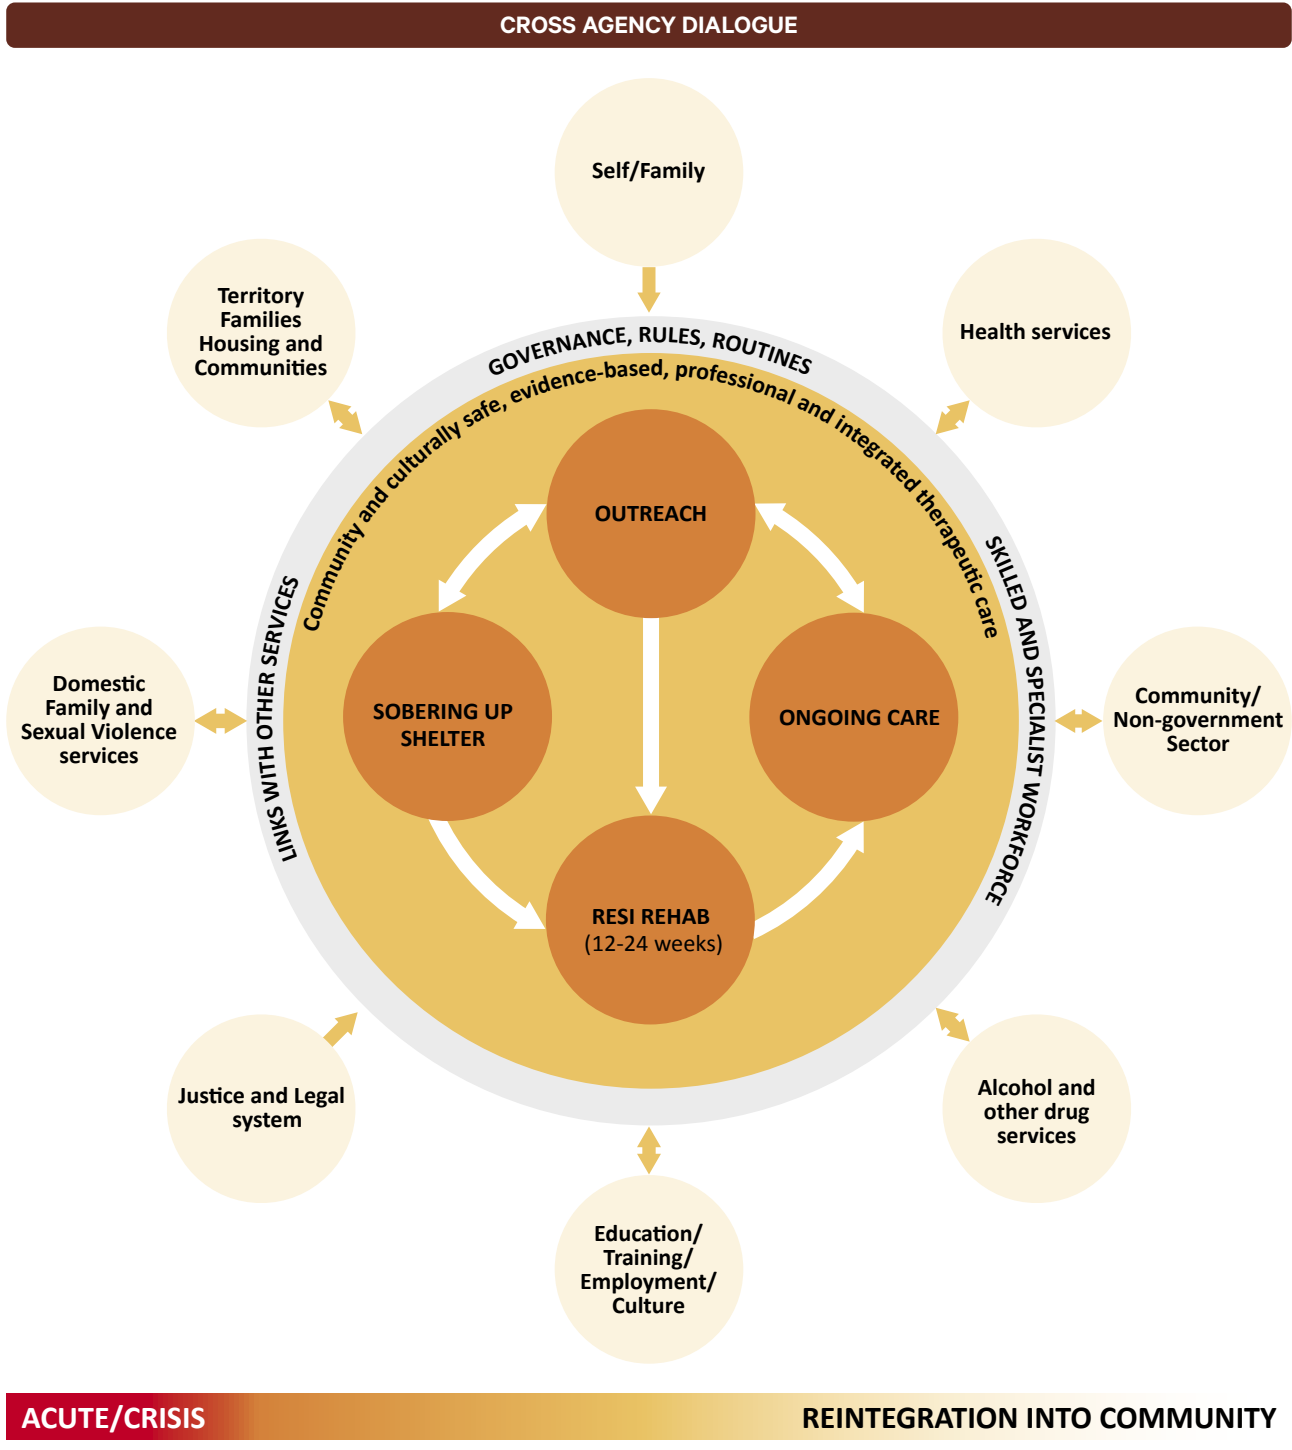 CROSS AGENCY DIALOGUE
Self/Family
Territory
Families
Housing and
Communities
Health services
GOVERNANCE, RULES, ROUTINES
Community and culturally safe, evidence-based, professional and integrated therapeutic care
OUTREACH
LINKS WITH OTHER SERVICES
SKILLED AND SPECIALIST WORKFORCE
Domestic
Family and
Sexual Violence
services
SOBERING UP
SHELTER
ONGOING CARE
Community/
Non-government
Sector
RESI REHAB
(12-24 weeks)
Justice and Legal
system
Alcohol and
other drug
services
Education/
Training/
Employment/
Culture
ACUTE/CRISIS
REINTEGRATION INTO COMMUNITY